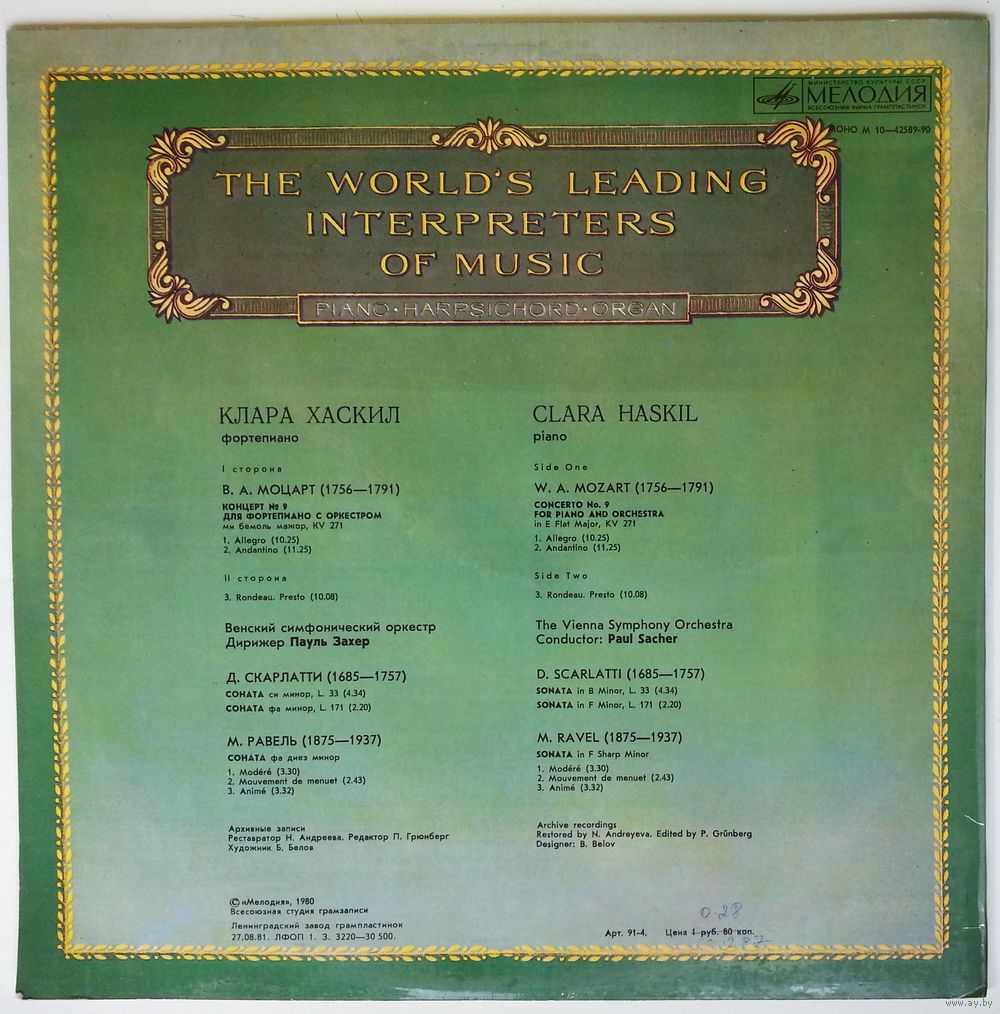 МИНИСТЕРСТВО КУЛЬТУРЫ СССР
МЕЛОДИЯ
ВСЕСОЮЗНАЯ ФИРМА ГРАМПЛАСТИНОК
МОНО М 10—42589-90
THE WORLD'S LEADING
INTERPRETERS
OF MUSIC
PIANO·HARPSICHORD·ORGAN
КЛАРА ХАСКИЛ
фортепиано
I сторона
В. А. МОЦАРТ (1756—1791)
КОНЦЕРТ № 9
ДЛЯ ФОРТЕПИАНО С ОРКЕСТРОМ
ми бемоль мажор, KV 271
1. Allegro (10.25)
2. Andantino (11.25)
II сторона
3. Rondeau. Presto (10.08)
Венский симфонический оркестр
Дирижер Пауль Захер
Д. СКАРЛАТТИ (1685—1757)
СОНАТА си минор, L. 33 (4.34)
СОНАТА фа минор, L. 171 (2.20)
М. РАВЕЛЬ (1875—1937)
СОНАТА фа диез минор
1. Modéré (3.30)
2. Mouvement de menuet (2.43)
3. Animé (3.32)
Архивные записи
Реставратор Н. Андреева. Редактор П. Грюнберг
Художник Б. Белов
CLARA HASKIL
piano
Side One
W. A. MOZART (1756—1791)
CONCERTO No. 9
FOR PIANO AND ORCHESTRA
in E Flat Major, KV 271
1. Allegro (10.25)
2. Andantino (11.25)
Side Two
3. Rondeau. Presto (10.08)
The Vienna Symphony Orchestra
Conductor: Paul Sacher
D. SCARLATTI (1685—1757)
SONATA in B Minor, L. 33 (4.34)
SONATA in F Minor, L. 171 (2.20)
M. RAVEL (1875—1937)
SONATA in F Sharp Minor
1. Modéré (3.30)
2. Mouvement de menuet (2.43)
3. Animé (3.32)
Archive recordings
Restored by N. Andreyeva. Edited by P. Grünberg
Designer: B. Belov
© «Мелодия», 1980
Всесоюзная студия грамзаписи
Ленинградский завод грампластинок
27.08.81. ЛФОП 1. З. 3220—30 500.
0-28
Арт. 91-4. Цена 1 руб. 80 коп.
www.ay.by